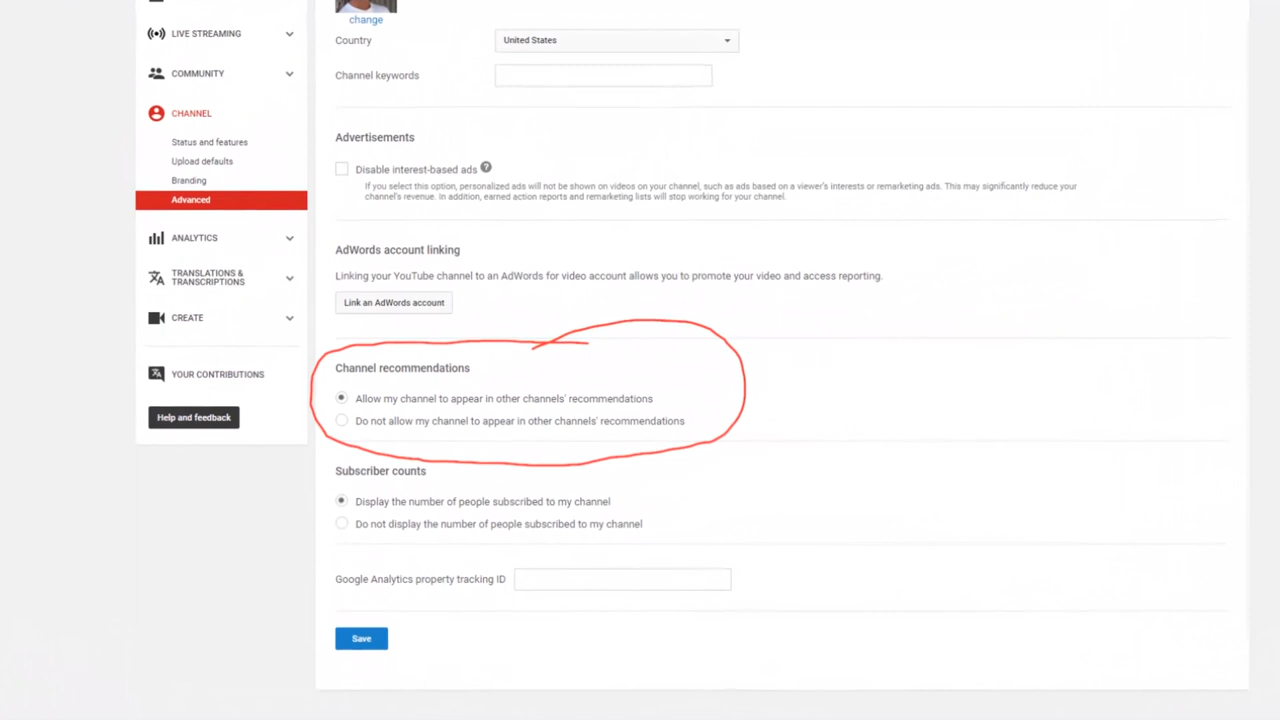 change
LIVE STREAMING
Country
United States
COMMUNITY
Channel keywords
CHANNEL
Status and features
Upload defaults
Branding
Advanced
ANALYTICS
TRANSLATIONS &
TRANSCRIPTIONS
CREATE
YOUR CONTRIBUTIONS
Help and feedback
Advertisements
Disable interest-based ads ?
If you select this option, personalized ads will not be shown on videos on your channel, such as ads based on a viewer's interests or remarketing ads. This may significantly reduce your
channel's revenue. In addition, earned action reports and remarketing lists will stop working for your channel.
AdWords account linking
Linking your YouTube channel to an AdWords for video account allows you to promote your video and access reporting.
Link an AdWords account
Channel recommendations
Allow my channel to appear in other channels' recommendations
Do not allow my channel to appear in other channels' recommendations
Subscriber counts
Display the number of people subscribed to my channel
Do not display the number of people subscribed to my channel
Google Analytics property tracking ID
Save